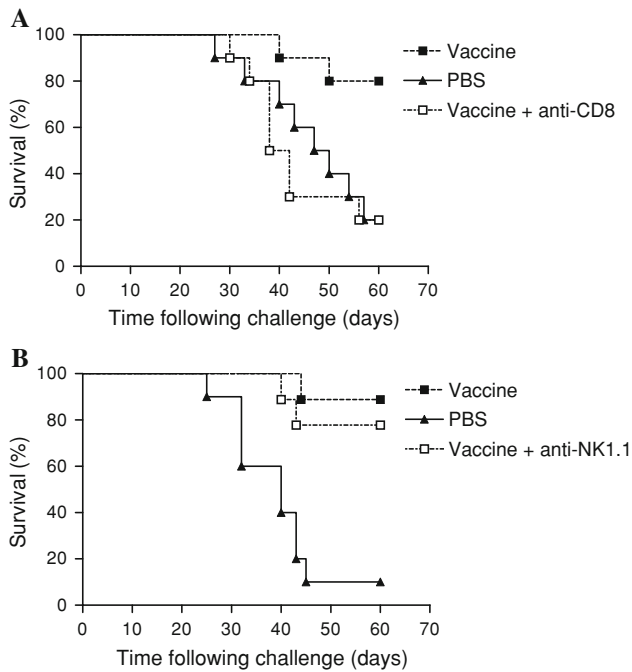 A
100
80
60
40
20
0
Survival (%)
0 10 20 30 40 50 60 70
Time following challenge (days)
Vaccine
PBS
Vaccine + anti-CD8
B
100
80
60
40
20
0
Survival (%)
0 10 20 30 40 50 60 70
Time following challenge (days)
Vaccine
PBS
Vaccine + anti-NK1.1